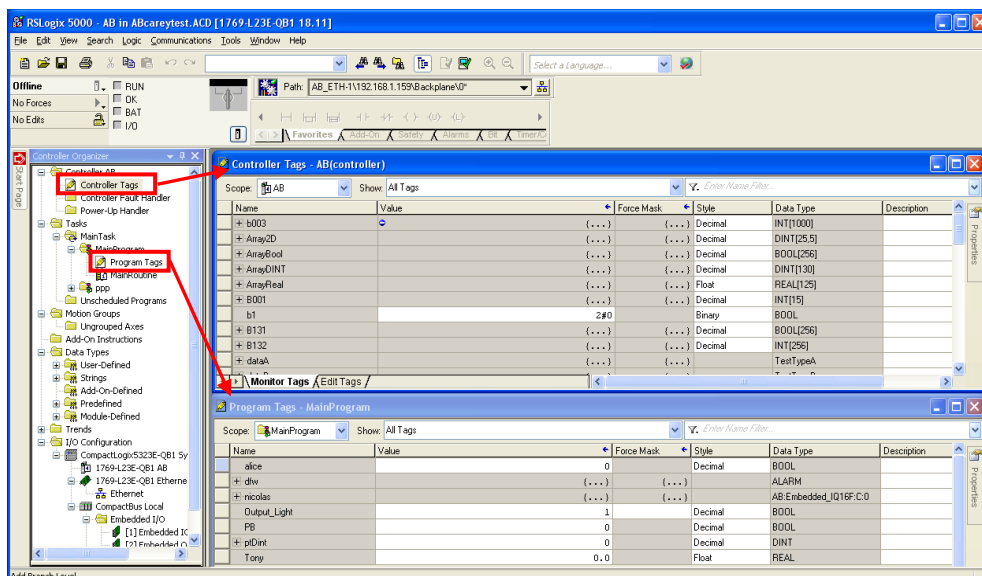 RSLogix 5000 - AB in ABcareytest.ACD [1769-L23E-QB1 18.11]
File Edit View Search Logic Communications Tools Window Help
Select a Language...
Offline RUN
No Forces OK
No Edits BAT
I/O
Path: AB_ETH-1\192.168.1.159\Backplane\0*
Favorites Add-On Safety Alarms Bit Timer/C
Start Page
Controller Organizer
Controller AB
Controller Tags
Controller Fault Handler
Power-Up Handler
Tasks
MainTask
MainProgram
Program Tags
MainRoutine
ppp
Unscheduled Programs
Motion Groups
Ungrouped Axes
Add-On Instructions
Data Types
User-Defined
Strings
Add-On-Defined
Predefined
Module-Defined
Trends
I/O Configuration
CompactLogix5323E-QB1 Sy
1769-L23E-QB1 AB
1769-L23E-QB1 Etherne
Ethernet
CompactBus Local
Embedded I/O
[1] Embedded IQ
[2] Embedded O
Controller Tags - AB(controller)
Scope: AB Show: All Tags Enter Name Filter...
Name Value Force Mask Style Data Type Description
b003 {...} {...} Decimal INT[1000]
Array2D {...} {...} Decimal DINT[25,5]
ArrayBool {...} {...} Decimal BOOL[256]
ArrayDINT {...} {...} Decimal DINT[130]
ArrayReal {...} {...} Float REAL[125]
B001 {...} {...} Decimal INT[15]
b1 2#0 Binary BOOL
B131 {...} {...} Decimal BOOL[256]
B132 {...} {...} Decimal INT[256]
dataA {...} {...} TestTypeA
Monitor Tags Edit Tags
Properties
Program Tags - MainProgram
Scope: MainProgram Show: All Tags Enter Name Filter...
Name Value Force Mask Style Data Type Description
alice 0 Decimal BOOL
dtw {...} {...} ALARM
nicolas {...} {...} AB:Embedded_IQ16F:C:0
Output_Light 1 Decimal BOOL
PB 0 Decimal BOOL
ptDint 0 Decimal DINT
Tony 0.0 Float REAL
Properties